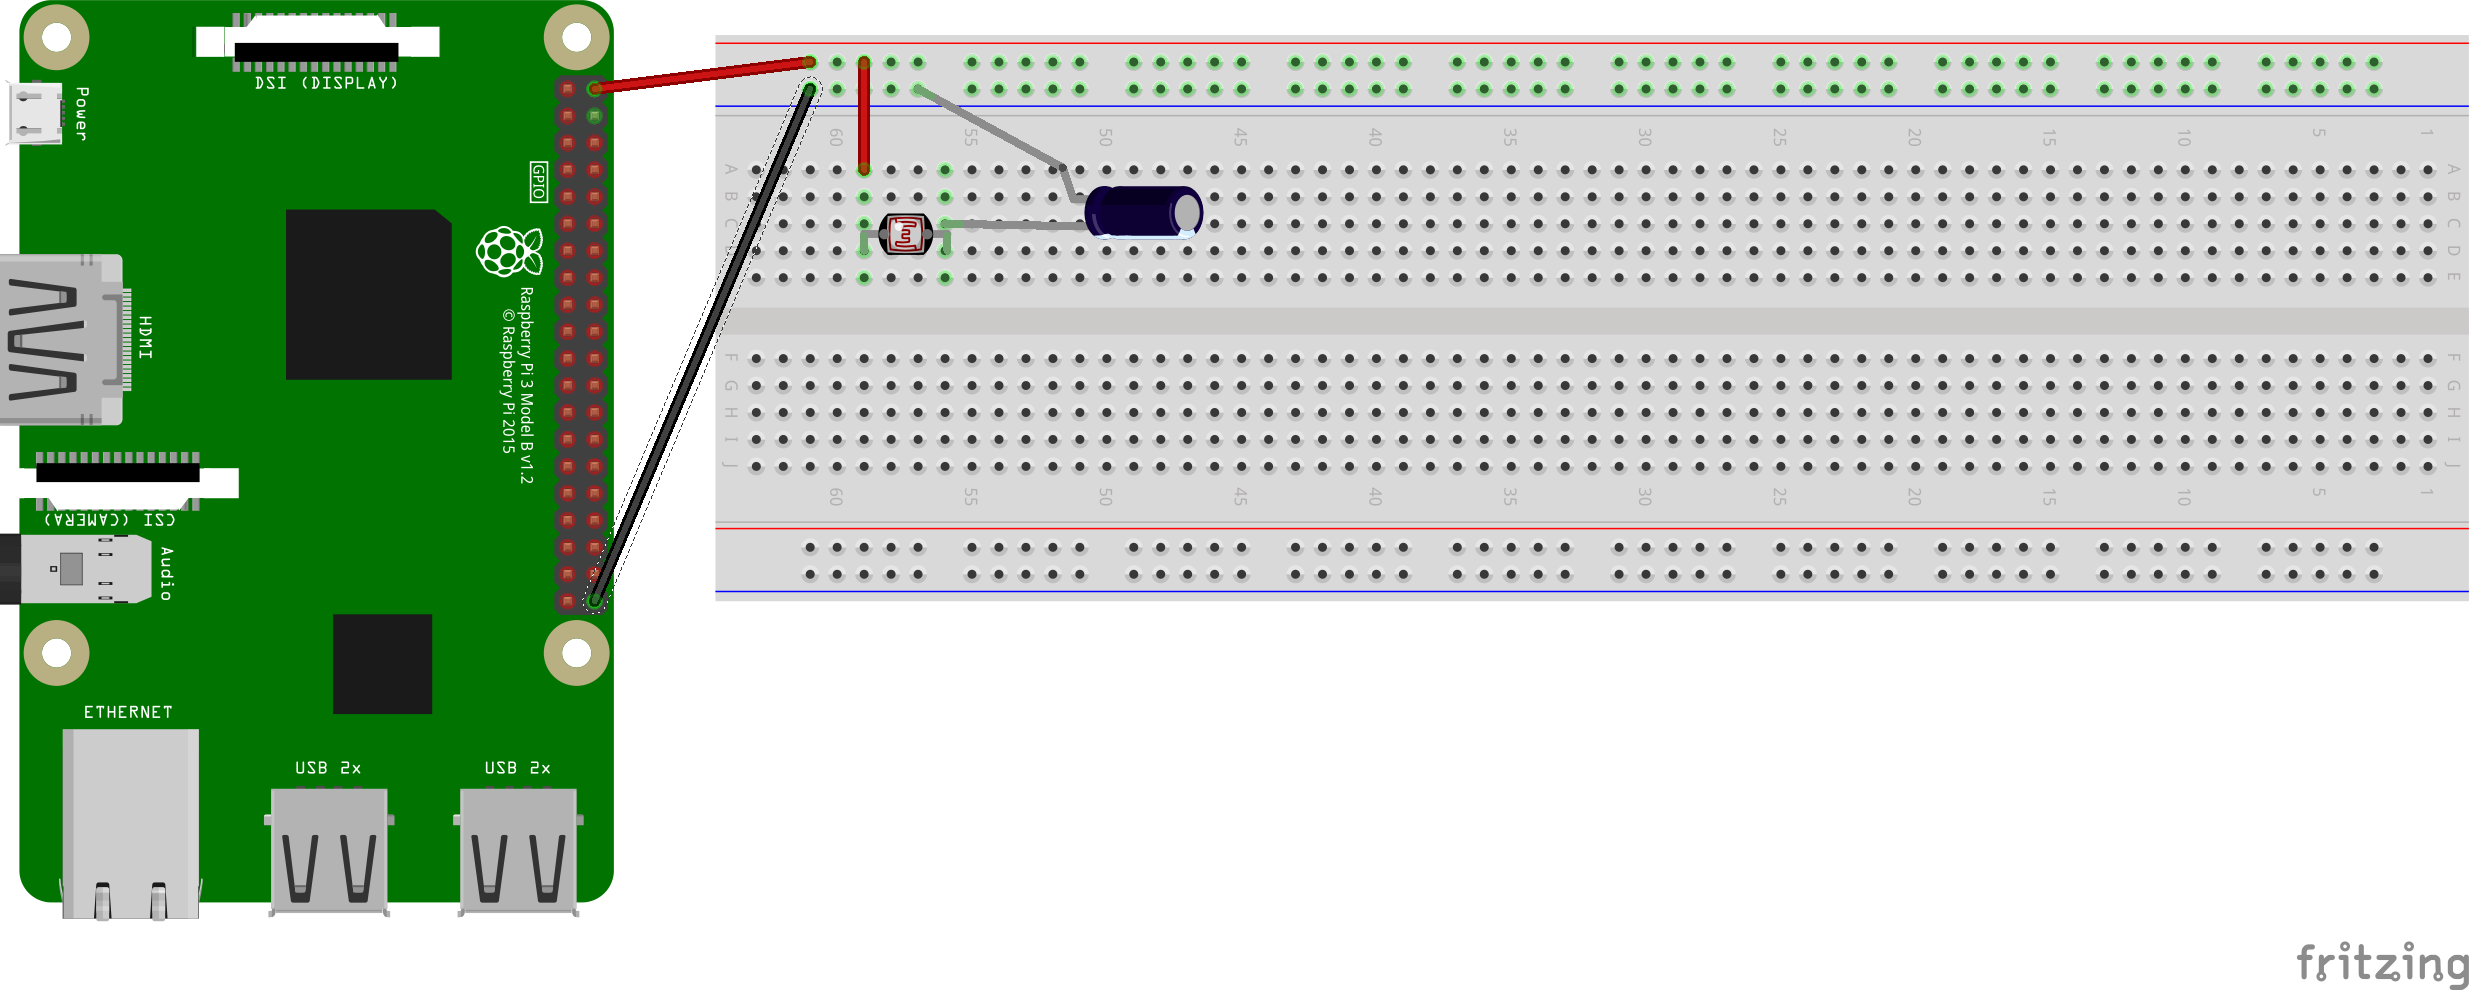 DSI (DISPLAY)
Power
GPIO
HDMI
Raspberry Pi 3 Model B v1.2
© Raspberry Pi 2015
CSI (CAMERA)
Audio
ETHERNET
USB 2x
USB 2x
60 55 50 45 40 35 30 25 20 15 10 5 1
A A
B B
C C
D
E E
F F
G G
H H
I I
J J
60 55 50 45 40 35 30 25 20 15 10 5 1
fritzing